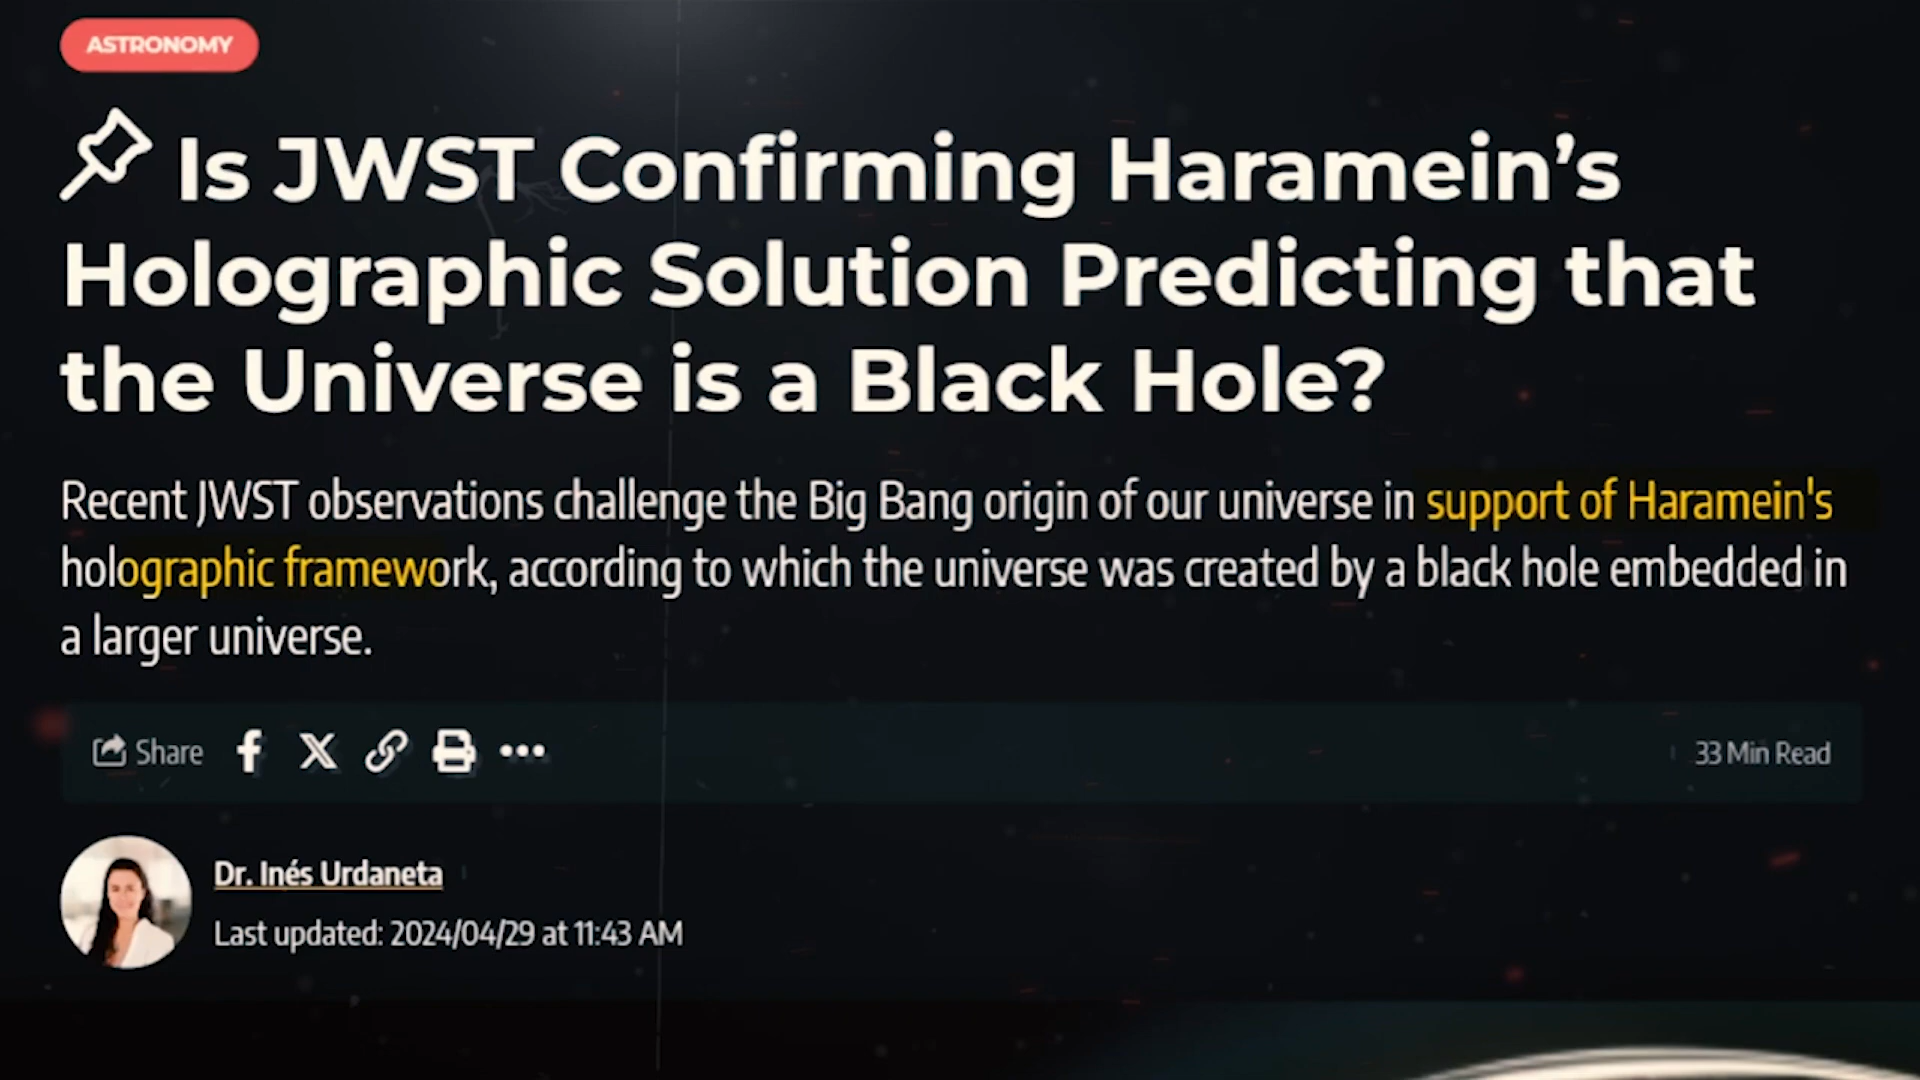 ASTRONOMY
Is JWST Confirming Haramein’s
Holographic Solution Predicting that
the Universe is a Black Hole?
Recent JWST observations challenge the Big Bang origin of our universe in support of Haramein's
holographic framework, according to which the universe was created by a black hole embedded in
a larger universe.
Share
33 Min Read
Dr. Inés Urdaneta
Last updated: 2024/04/29 at 11:43 AM